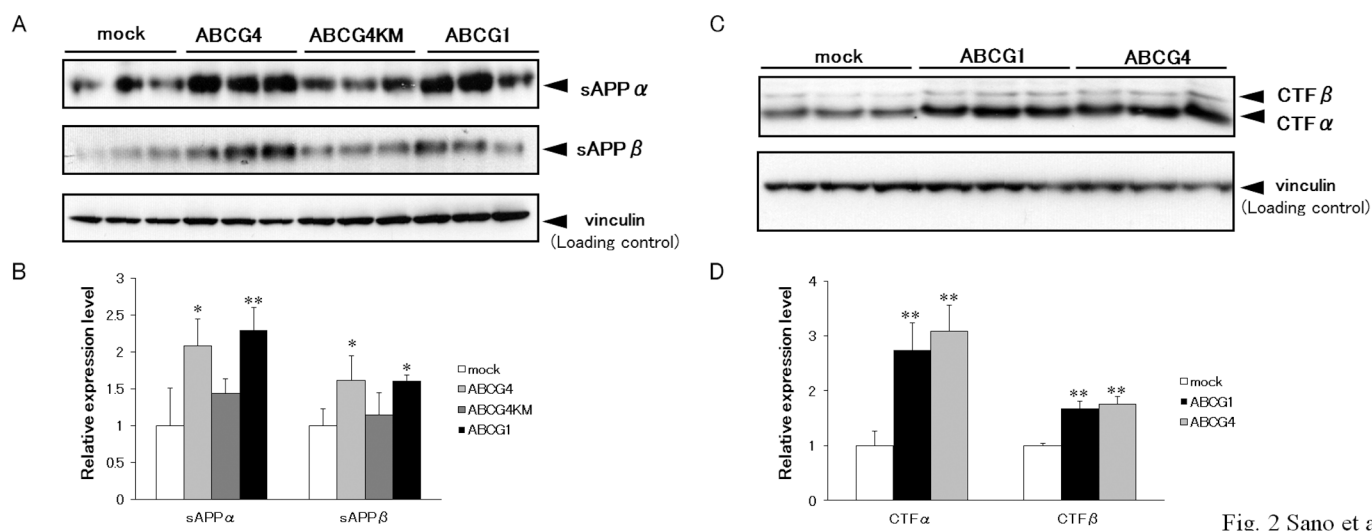 A
mock ABCG4 ABCG4KM ABCG1
sAPP α
sAPP β
vinculin
(Loading control)
B
Relative expression level
3
2.5
2
1.5
1
0.5
0
* ** * *
sAPPα sAPPβ
mock
ABCG4
ABCG4KM
ABCG1
C
mock ABCG1 ABCG4
CTF β
CTF α
vinculin
(Loading control)
D
Relative expression level
4
3
2
1
0
** ** ** **
CTFα CTFβ
mock
ABCG1
ABCG4
Fig. 2 Sano et a